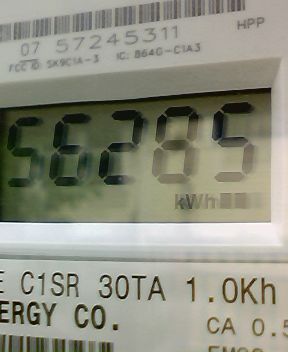 07 57245311
HPP
FCC ID: SK9C1A-3 IC: 864G-C1A3
56285
kWh
E C1SR 30TA 1.0Kh
ERGY CO.
CA 0.5